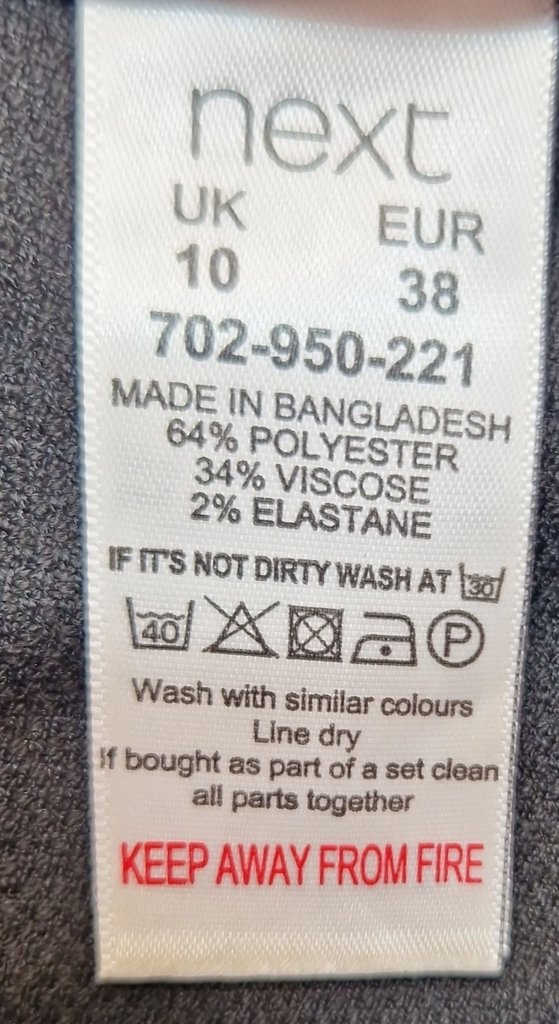 next
UK EUR
10 38
702-950-221
MADE IN BANGLADESH
64% POLYESTER
34% VISCOSE
2% ELASTANE
IF IT'S NOT DIRTY WASH AT 30
40 P
Wash with similar colours
Line dry
If bought as part of a set clean
all parts together
KEEP AWAY FROM FIRE